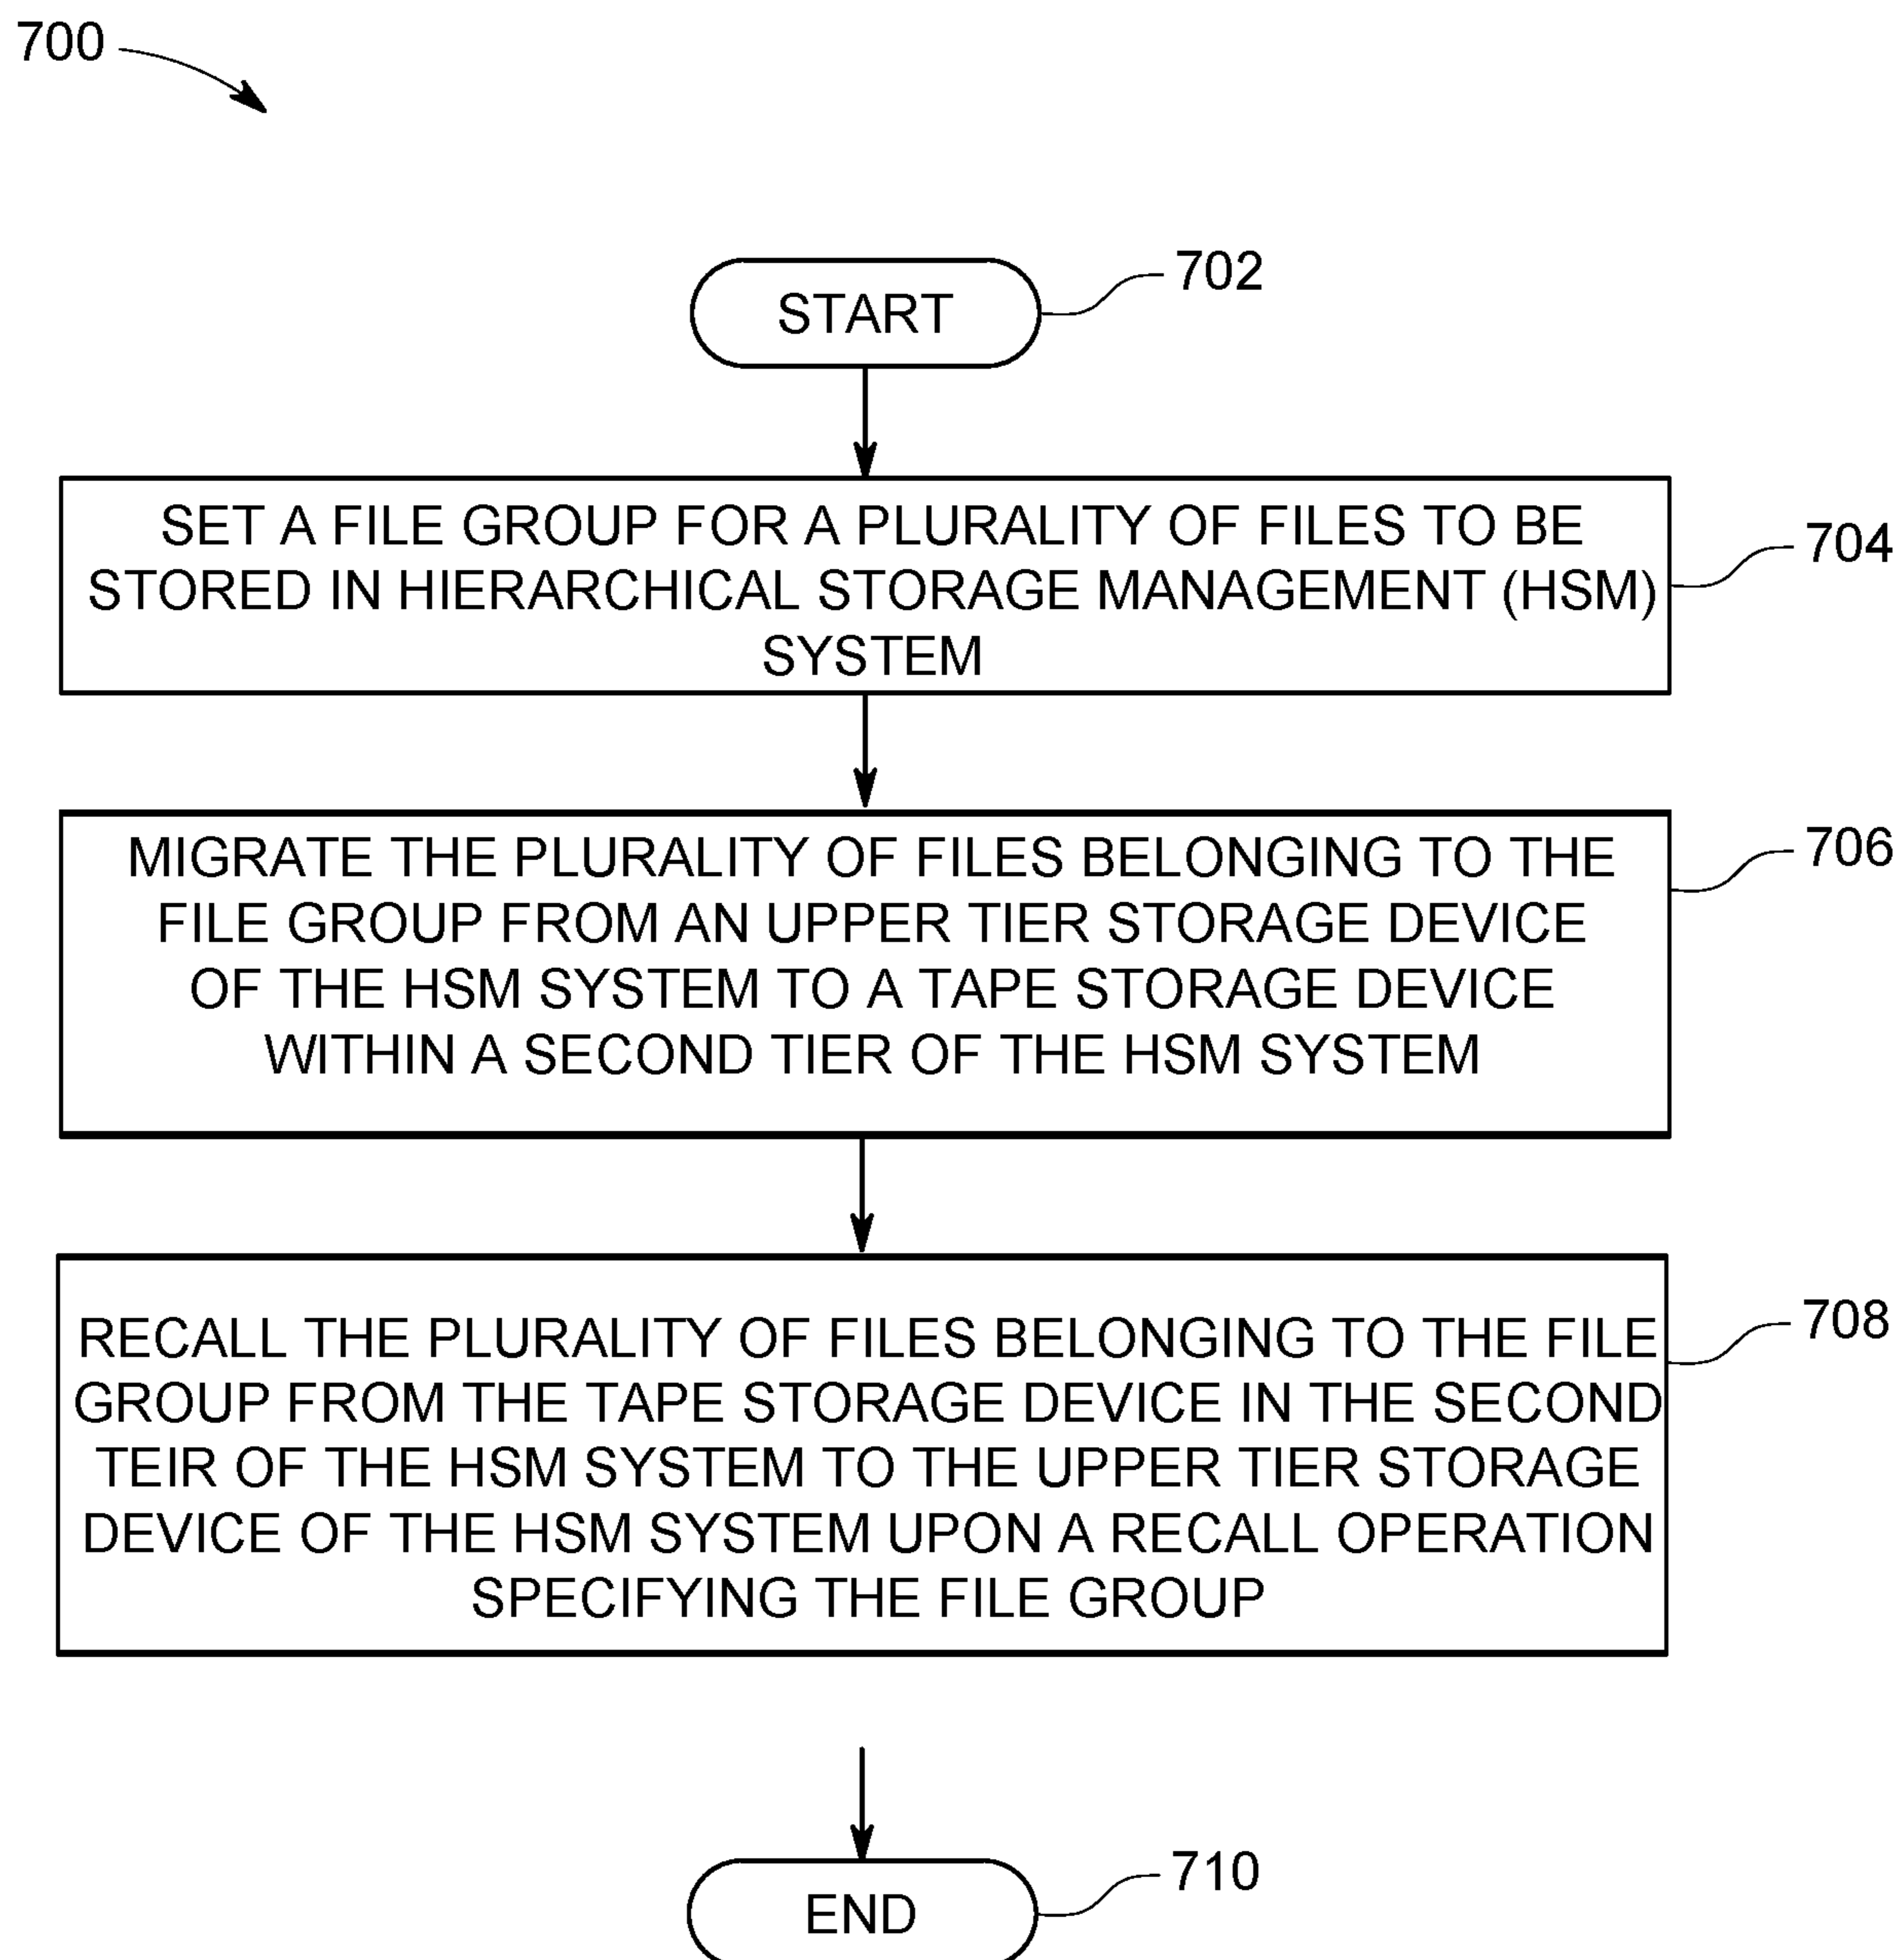 700
702
START
SET A FILE GROUP FOR A PLURALITY OF FILES TO BE
704
STORED IN HIERARCHICAL STORAGE MANAGEMENT (HSM)
SYSTEM
706
MIGRATE THE PLURALITY OF FILES BELONGING TO THE
FILE GROUP FROM AN UPPER TIER STORAGE DEVICE
OF THE HSM SYSTEM TO A TAPE STORAGE DEVICE
WITHIN A SECOND TIER OF THE HSM SYSTEM
708
RECALL THE PLURALITY OF FILES BELONGING TO THE FILE
GROUP FROM THE TAPE STORAGE DEVICE IN THE SECOND
TEIR OF THE HSM SYSTEM TO THE UPPER TIER STORAGE
DEVICE OF THE HSM SYSTEM UPON A RECALL OPERATION
SPECIFYING THE FILE GROUP
710
END